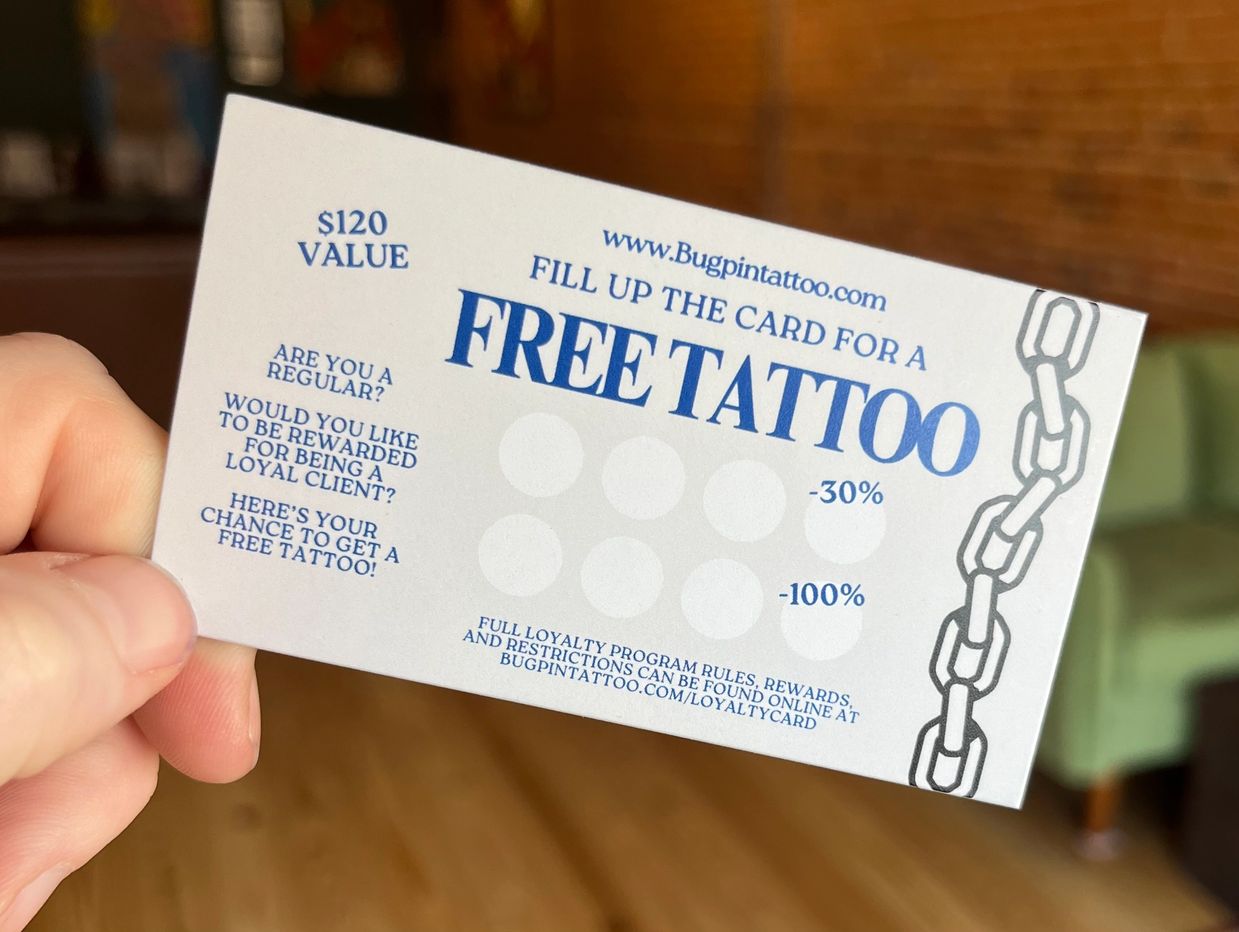 $120
VALUE
ARE YOU A
REGULAR?
WOULD YOU LIKE
TO BE REWARDED
FOR BEING A
LOYAL CLIENT?
HERE'S YOUR
CHANCE TO GET A
FREE TATTOO!
www.Bugpintattoo.com
FILL UP THE CARD FOR A
FREE TATTOO
-30%
-100%
FULL LOYALTY PROGRAM RULES, REWARDS,
AND RESTRICTIONS CAN BE FOUND ONLINE AT
BUGPINTATTOO.COM/LOYALTYCARD